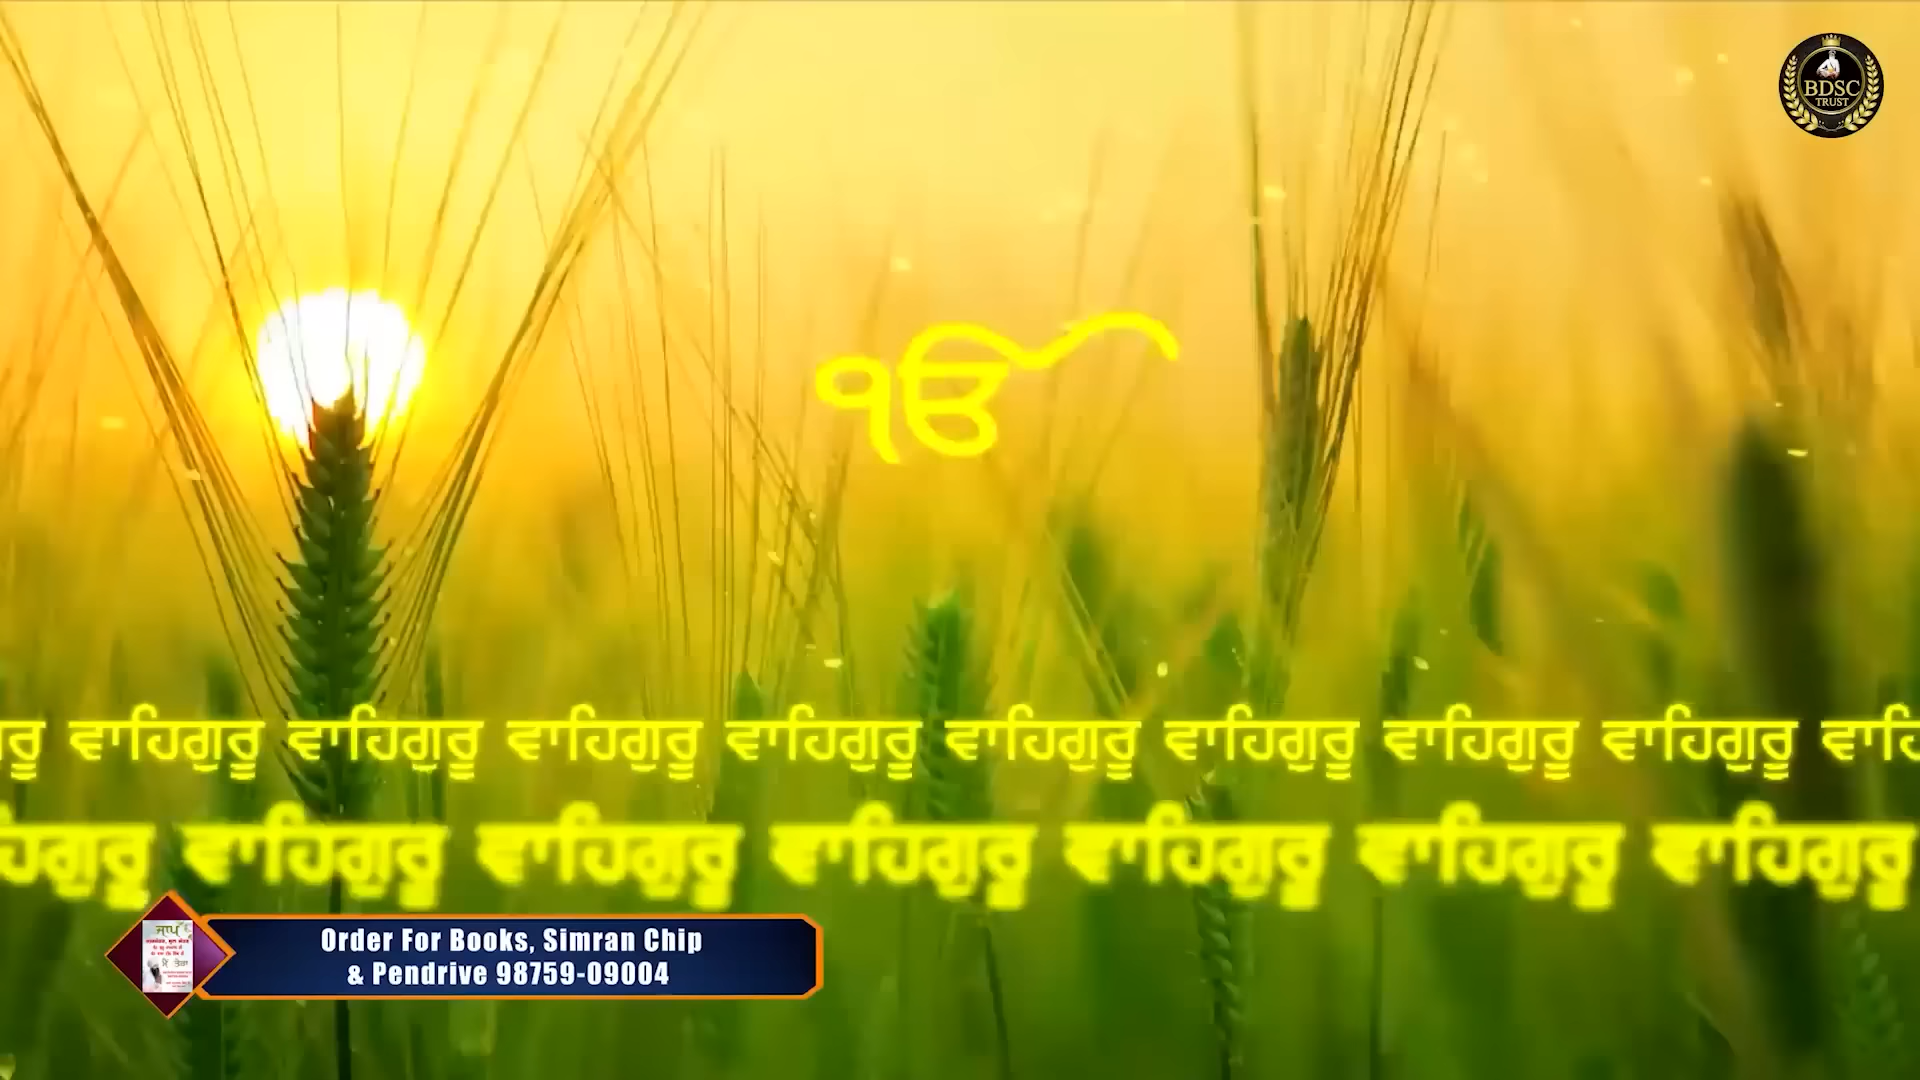 BDSC
TRUST
ੴ
ਵਾਹਿਗੁਰੂ ਵਾਹਿਗੁਰੂ ਵਾਹਿਗੁਰੂ ਵਾਹਿਗੁਰੂ ਵਾਹਿਗੁਰੂ ਵਾਹਿਗੁਰੂ ਵਾਹਿਗੁਰੂ ਵਾਹਿਗੁਰੂ
ਵਾਹਿਗੁਰੂ ਵਾਹਿਗੁਰੂ ਵਾਹਿਗੁਰੂ ਵਾਹਿਗੁਰੂ ਵਾਹਿਗੁਰੂ ਵਾਹਿਗੁਰੂ
ਜਾਪੁ
Order For Books, Simran Chip
& Pendrive 98759-09004